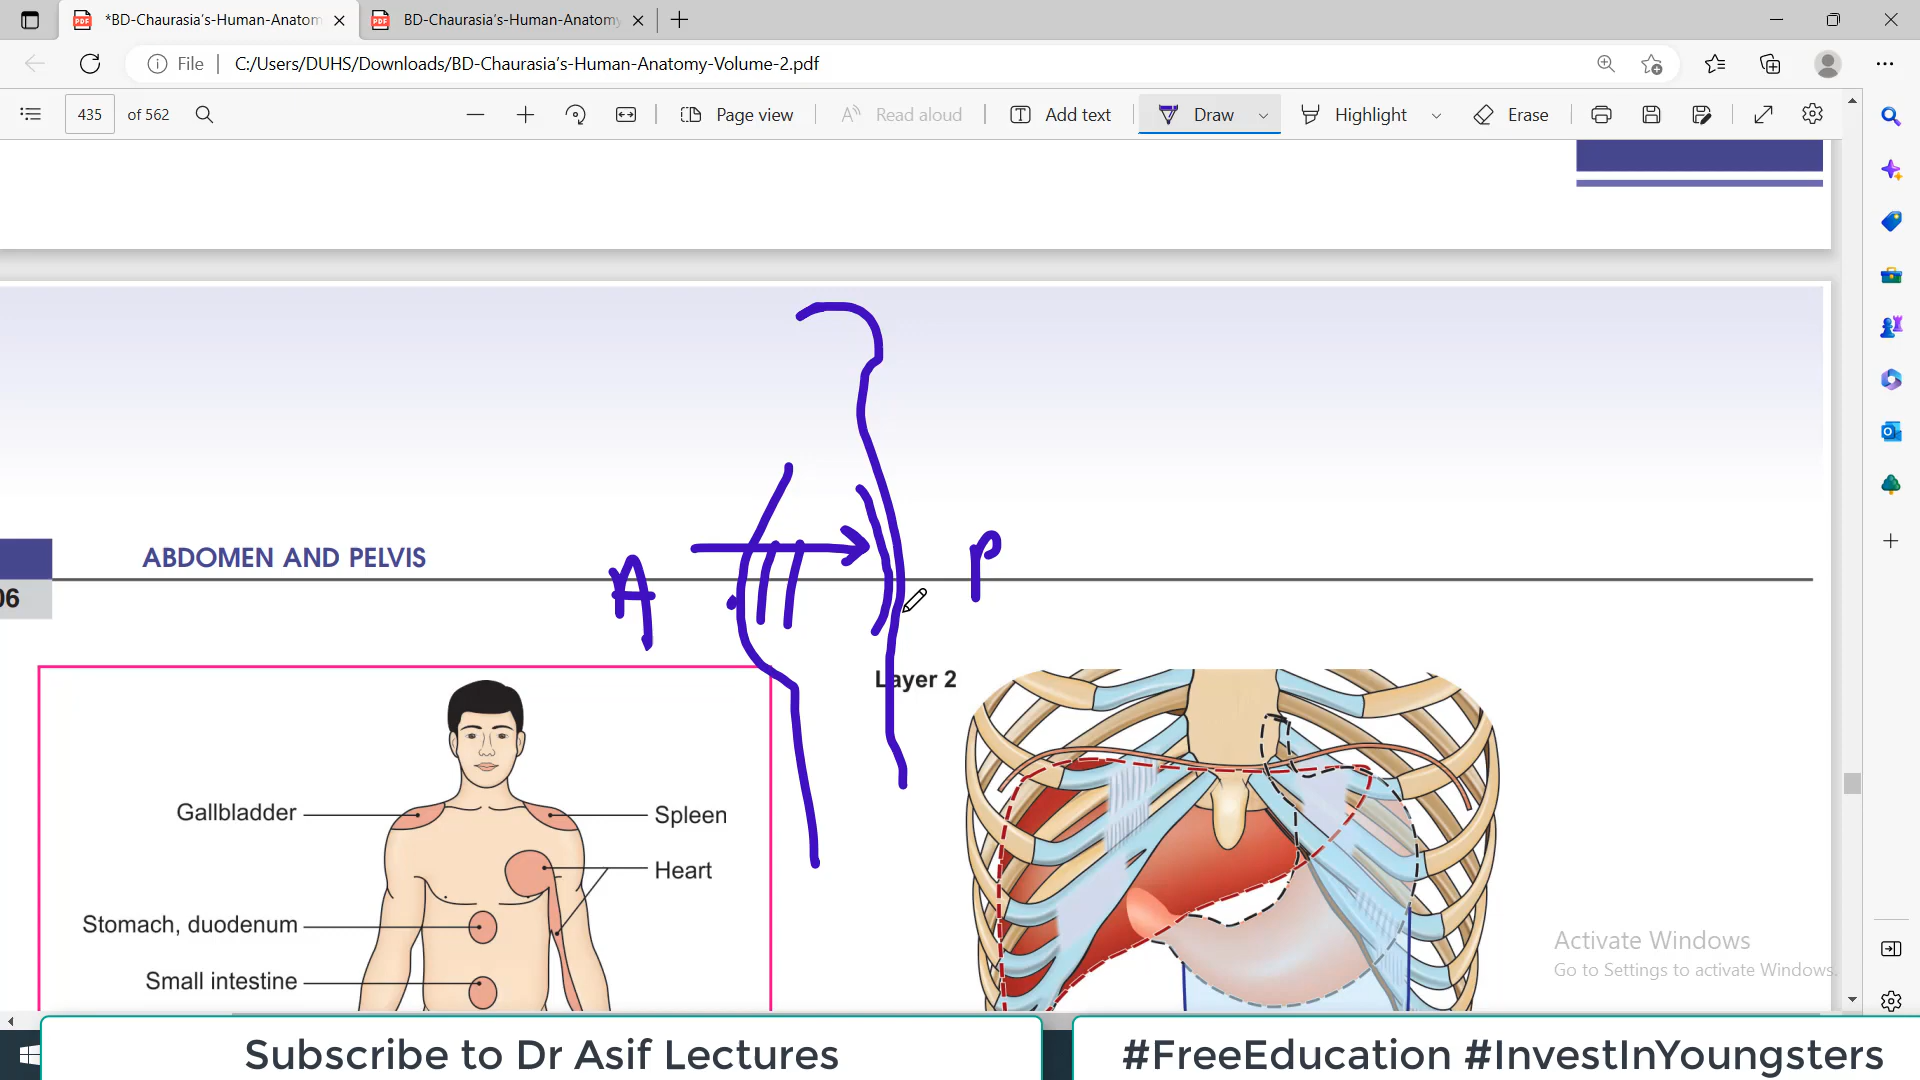 *BD-Chaurasia's-Human-Anatom
BD-Chaurasia's-Human-Anatomy
File
C:/Users/DUHS/Downloads/BD-Chaurasia's-Human-Anatomy-Volume-2.pdf
435 of 562
Page view
Read aloud
Add text
Draw
Highlight
Erase
ABDOMEN AND PELVIS
06
A
P
Layer 2
Gallbladder
Spleen
Heart
Stomach, duodenum
Small intestine
Activate Windows
Go to Settings to activate Windows.
Subscribe to Dr Asif Lectures
#FreeEducation #InvestInYoungsters